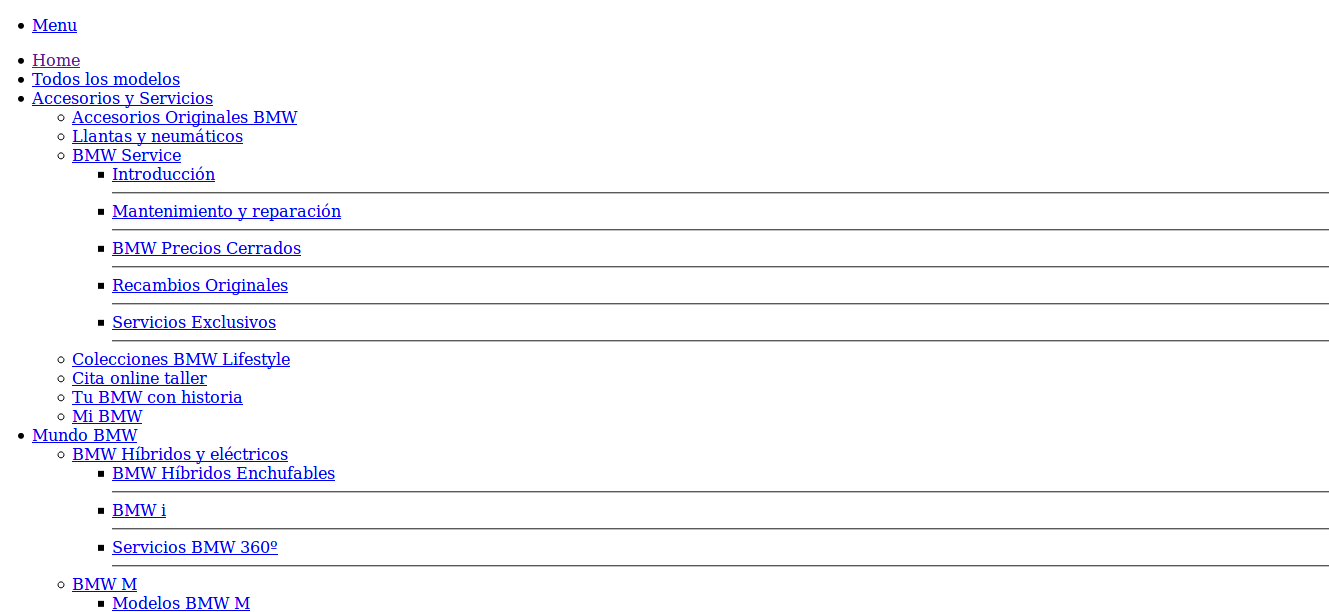 Menu
Home
Todos los modelos
Accesorios y Servicios
Accesorios Originales BMW
Llantas y neumáticos
BMW Service
Introducción
Mantenimiento y reparación
BMW Precios Cerrados
Recambios Originales
Servicios Exclusivos
Colecciones BMW Lifestyle
Cita online taller
Tu BMW con historia
Mi BMW
Mundo BMW
BMW Híbridos y eléctricos
BMW Híbridos Enchufables
BMW i
Servicios BMW 360º
BMW M
Modelos BMW M